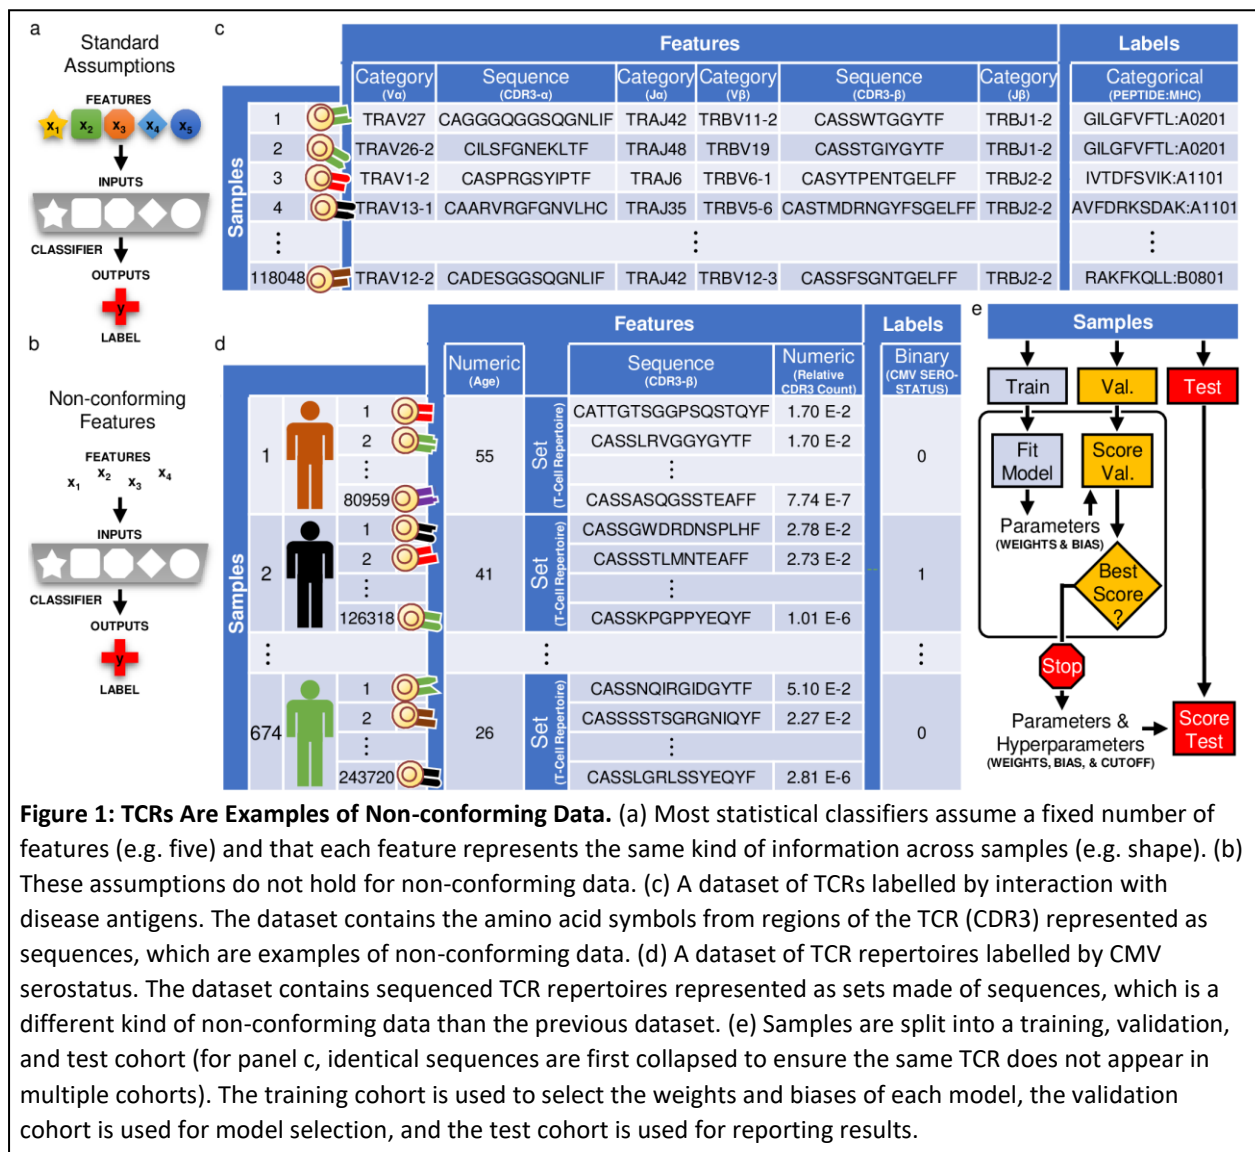 a
Standard
Assumptions
FEATURES
x1 x2 x3 x4 x5
INPUTS
CLASSIFIER
OUTPUTS
y
LABEL
b
Non-conforming
Features
FEATURES
x1 x2 x3 x4
INPUTS
CLASSIFIER
OUTPUTS
y
LABEL
c
Features Labels
Category Sequence Category Category Sequence Category Categorical
(Vα) (CDR3-α) (Jα) (Vβ) (CDR3-β) (Jβ) (PEPTIDE:MHC)
Samples
1 TRAV27 CAGGGQGGSQGNLIF TRAJ42 TRBV11-2 CASSWTGGYTF TRBJ1-2 GILGFVFTL:A0201
2 TRAV26-2 CILSFGNEKLTF TRAJ48 TRBV19 CASSTGIYGYTF TRBJ1-2 GILGFVFTL:A0201
3 TRAV1-2 CASPRGSYIPTF TRAJ6 TRBV6-1 CASYTPENTGELFF TRBJ2-2 IVTDFSVIK:A1101
4 TRAV13-1 CAARVRGFGNVLHC TRAJ35 TRBV5-6 CASTMDRNGYFSGELFF TRBJ2-2 AVFDRKSDAK:A1101
⋮ ⋮ ⋮
118048 TRAV12-2 CADESGGSQGNLIF TRAJ42 TRBV12-3 CASSFSGNTGELFF TRBJ2-2 RAKFKQLL:B0801
d
Features Labels
Numeric Sequence Numeric Binary
(Age) (CDR3-β) (Relative (CMV SERO-
CDR3 Count) STATUS)
Samples
1 55 Set (T-Cell Repertoire) 0
1 CATTGTSGGPSQSTQYF 1.70 E-2
2 CASSLRVGGYGYTF 1.70 E-2
⋮ ⋮
80959 CASSASQGSSTEAFF 7.74 E-7
2 41 Set (T-Cell Repertoire) 1
1 CASSGWDRDNSPLHF 2.78 E-2
2 CASSSTLMNTEAFF 2.73 E-2
⋮ ⋮
126318 CASSKPGPPYEQYF 1.01 E-6
⋮ ⋮ ⋮
674 26 Set (T-Cell Repertoire) 0
1 CASSNQIRGIDGYTF 5.10 E-2
2 CASSSSTSGRGNIQYF 2.27 E-2
⋮ ⋮
243720 CASSLGRLSSYEQYF 2.81 E-6
e
Samples
Train Val. Test
Fit Score
Model Val.
Parameters
(WEIGHTS & BIAS)
Best
Score
?
Stop
Parameters &
Hyperparameters
(WEIGHTS, BIAS, & CUTOFF)
Score
Test
Figure 1: TCRs Are Examples of Non-conforming Data. (a) Most statistical classifiers assume a fixed number of
features (e.g. five) and that each feature represents the same kind of information across samples (e.g. shape). (b)
These assumptions do not hold for non-conforming data. (c) A dataset of TCRs labelled by interaction with
disease antigens. The dataset contains the amino acid symbols from regions of the TCR (CDR3) represented as
sequences, which are examples of non-conforming data. (d) A dataset of TCR repertoires labelled by CMV
serostatus. The dataset contains sequenced TCR repertoires represented as sets made of sequences, which is a
different kind of non-conforming data than the previous dataset. (e) Samples are split into a training, validation,
and test cohort (for panel c, identical sequences are first collapsed to ensure the same TCR does not appear in
multiple cohorts). The training cohort is used to select the weights and biases of each model, the validation
cohort is used for model selection, and the test cohort is used for reporting results.